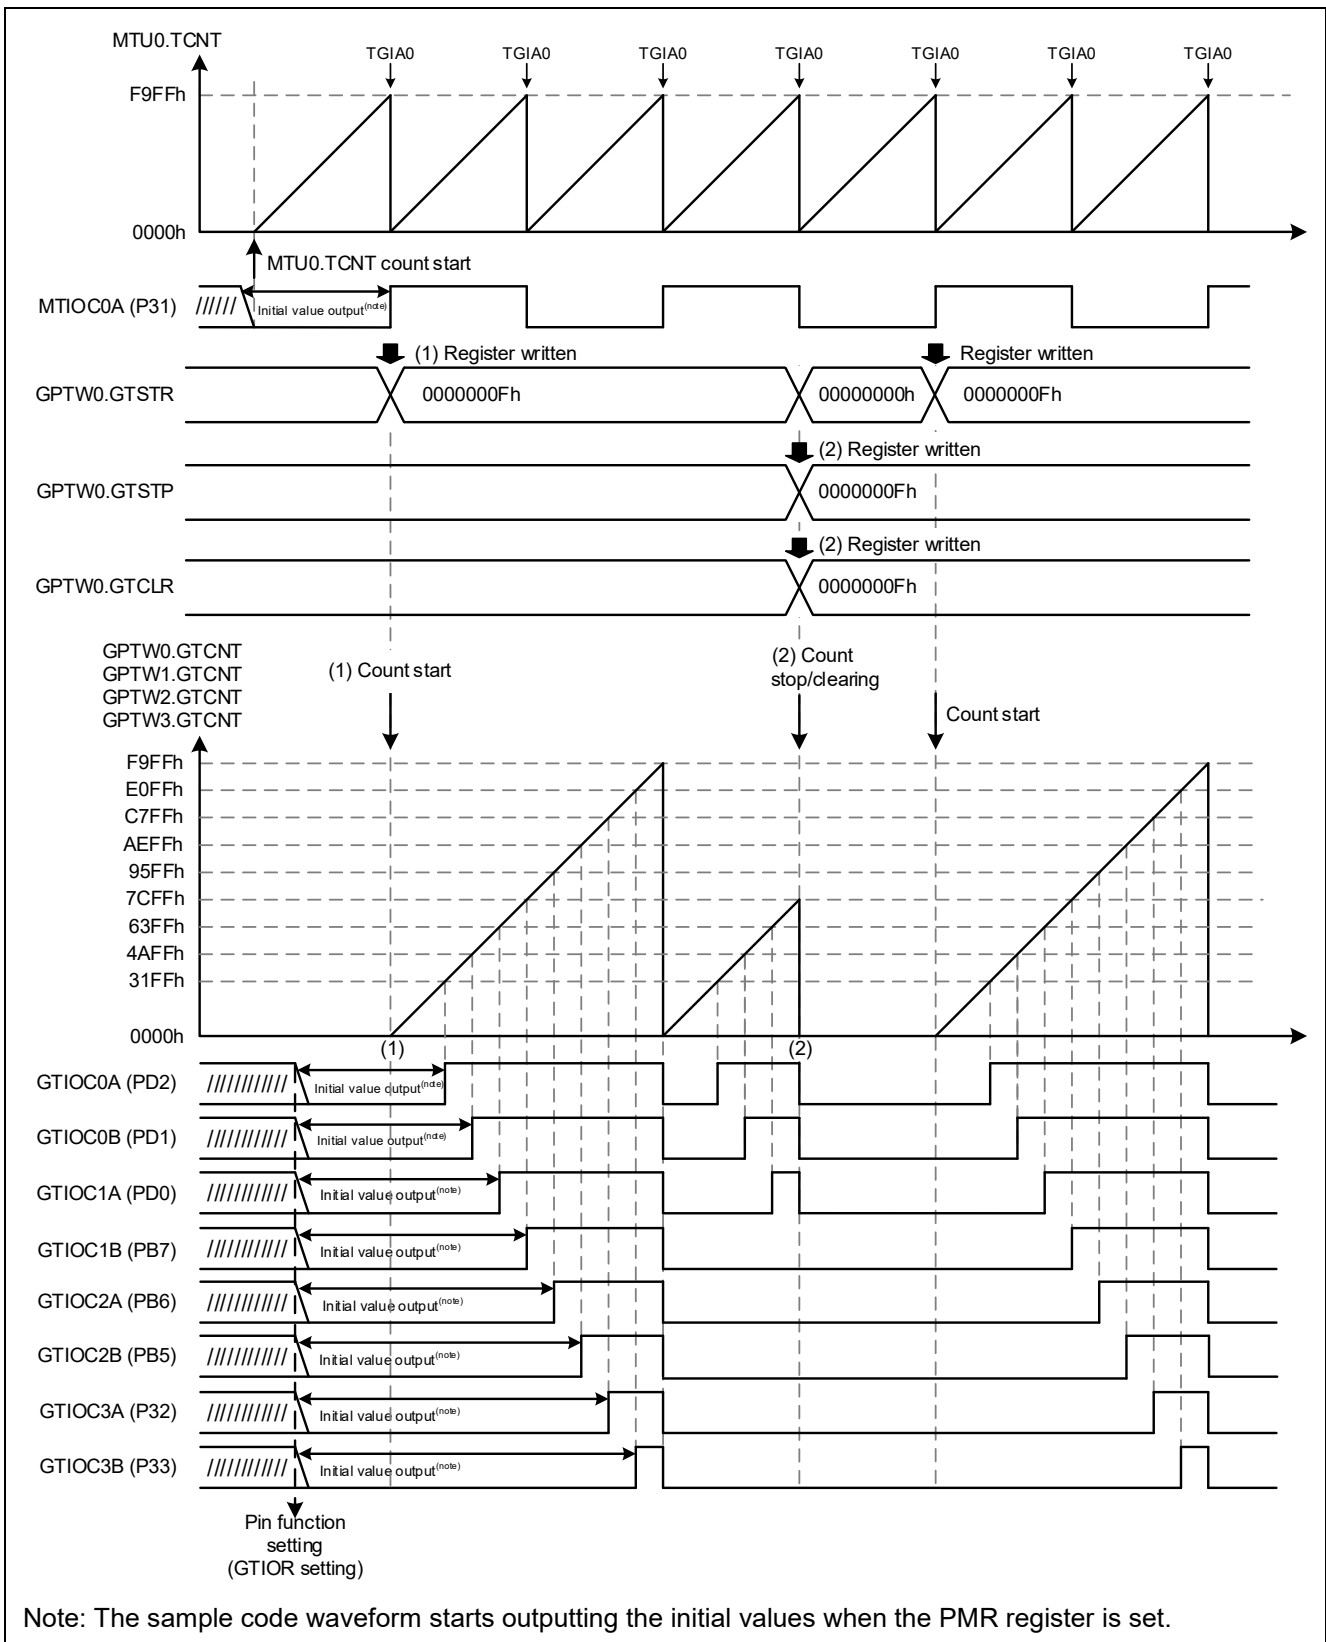 MTU0.TCNT
TGIA0 TGIA0 TGIA0 TGIA0 TGIA0 TGIA0 TGIA0
F9FFh
0000h
MTU0.TCNT count start
MTIOC0A (P31) ////// Initial value output(note)
(1) Register written Register written
GPTW0.GTSTR 0000000Fh 00000000h 0000000Fh
(2) Register written
GPTW0.GTSTP 0000000Fh
(2) Register written
GPTW0.GTCLR 0000000Fh
GPTW0.GTCNT
GPTW1.GTCNT
GPTW2.GTCNT
GPTW3.GTCNT
(1) Count start
(2) Count
stop/clearing
Count start
F9FFh
E0FFh
C7FFh
AEFFh
95FFh
7CFFh
63FFh
4AFFh
31FFh
0000h
(1) (2)
GTIOC0A (PD2) //////////// Initial value output(note)
GTIOC0B (PD1) //////////// Initial value output(note)
GTIOC1A (PD0) //////////// Initial value output(note)
GTIOC1B (PB7) //////////// Initial value output(note)
GTIOC2A (PB6) //////////// Initial value output(note)
GTIOC2B (PB5) //////////// Initial value output(note)
GTIOC3A (P32) //////////// Initial value output(note)
GTIOC3B (P33) //////////// Initial value output(note)
Pin function
setting
(GTIOR setting)
Note: The sample code waveform starts outputting the initial values when the PMR register is set.